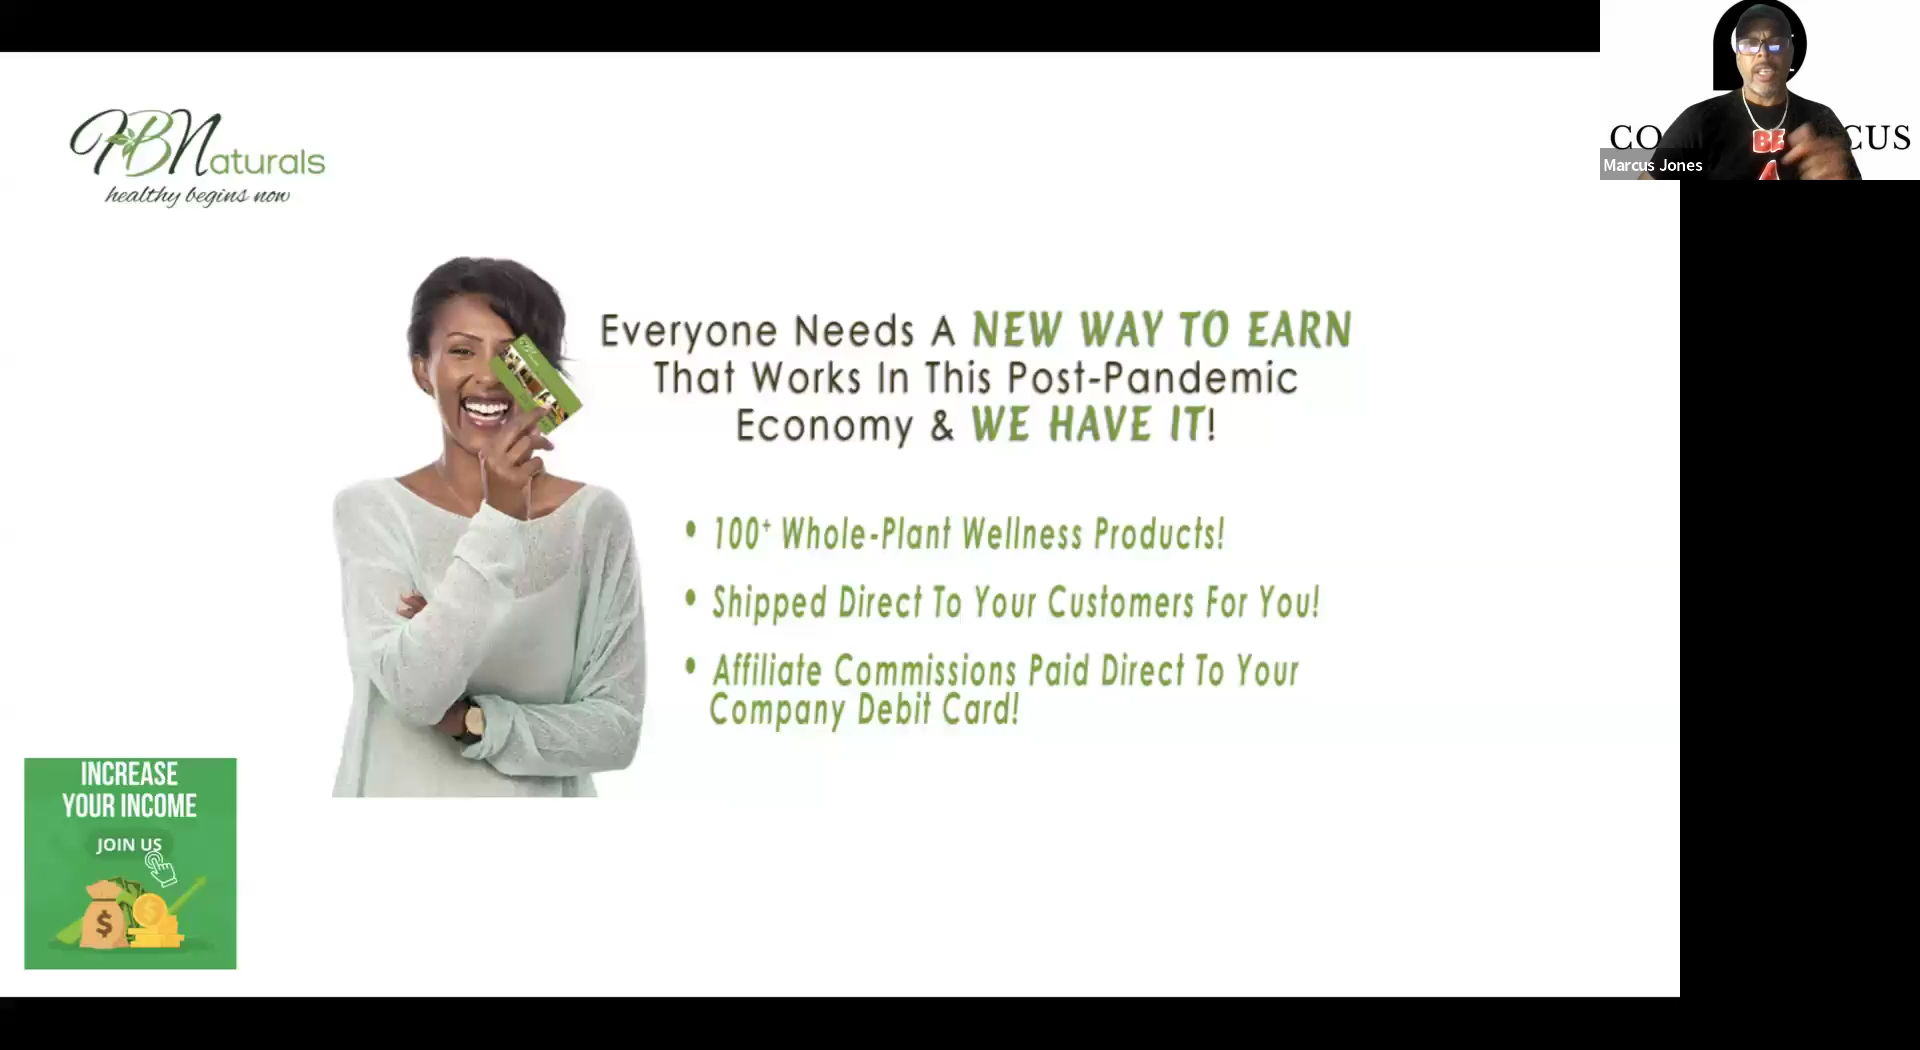 HBNaturals
healthy begins now
CO CUS
Marcus Jones
BE
A
Everyone Needs A NEW WAY TO EARN
That Works In This Post-Pandemic
Economy & WE HAVE IT!
• 100+ Whole-Plant Wellness Products!
• Shipped Direct To Your Customers For You!
• Affiliate Commissions Paid Direct To Your
Company Debit Card!
INCREASE
YOUR INCOME
JOIN US
$
$